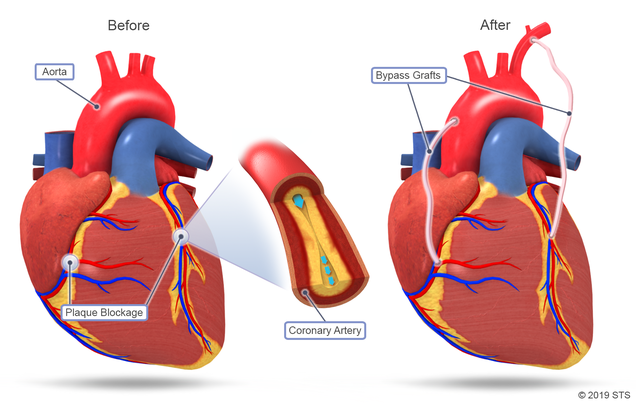 Before
After
Aorta
Bypass Grafts
Plaque Blockage
Coronary Artery
© 2019 STS